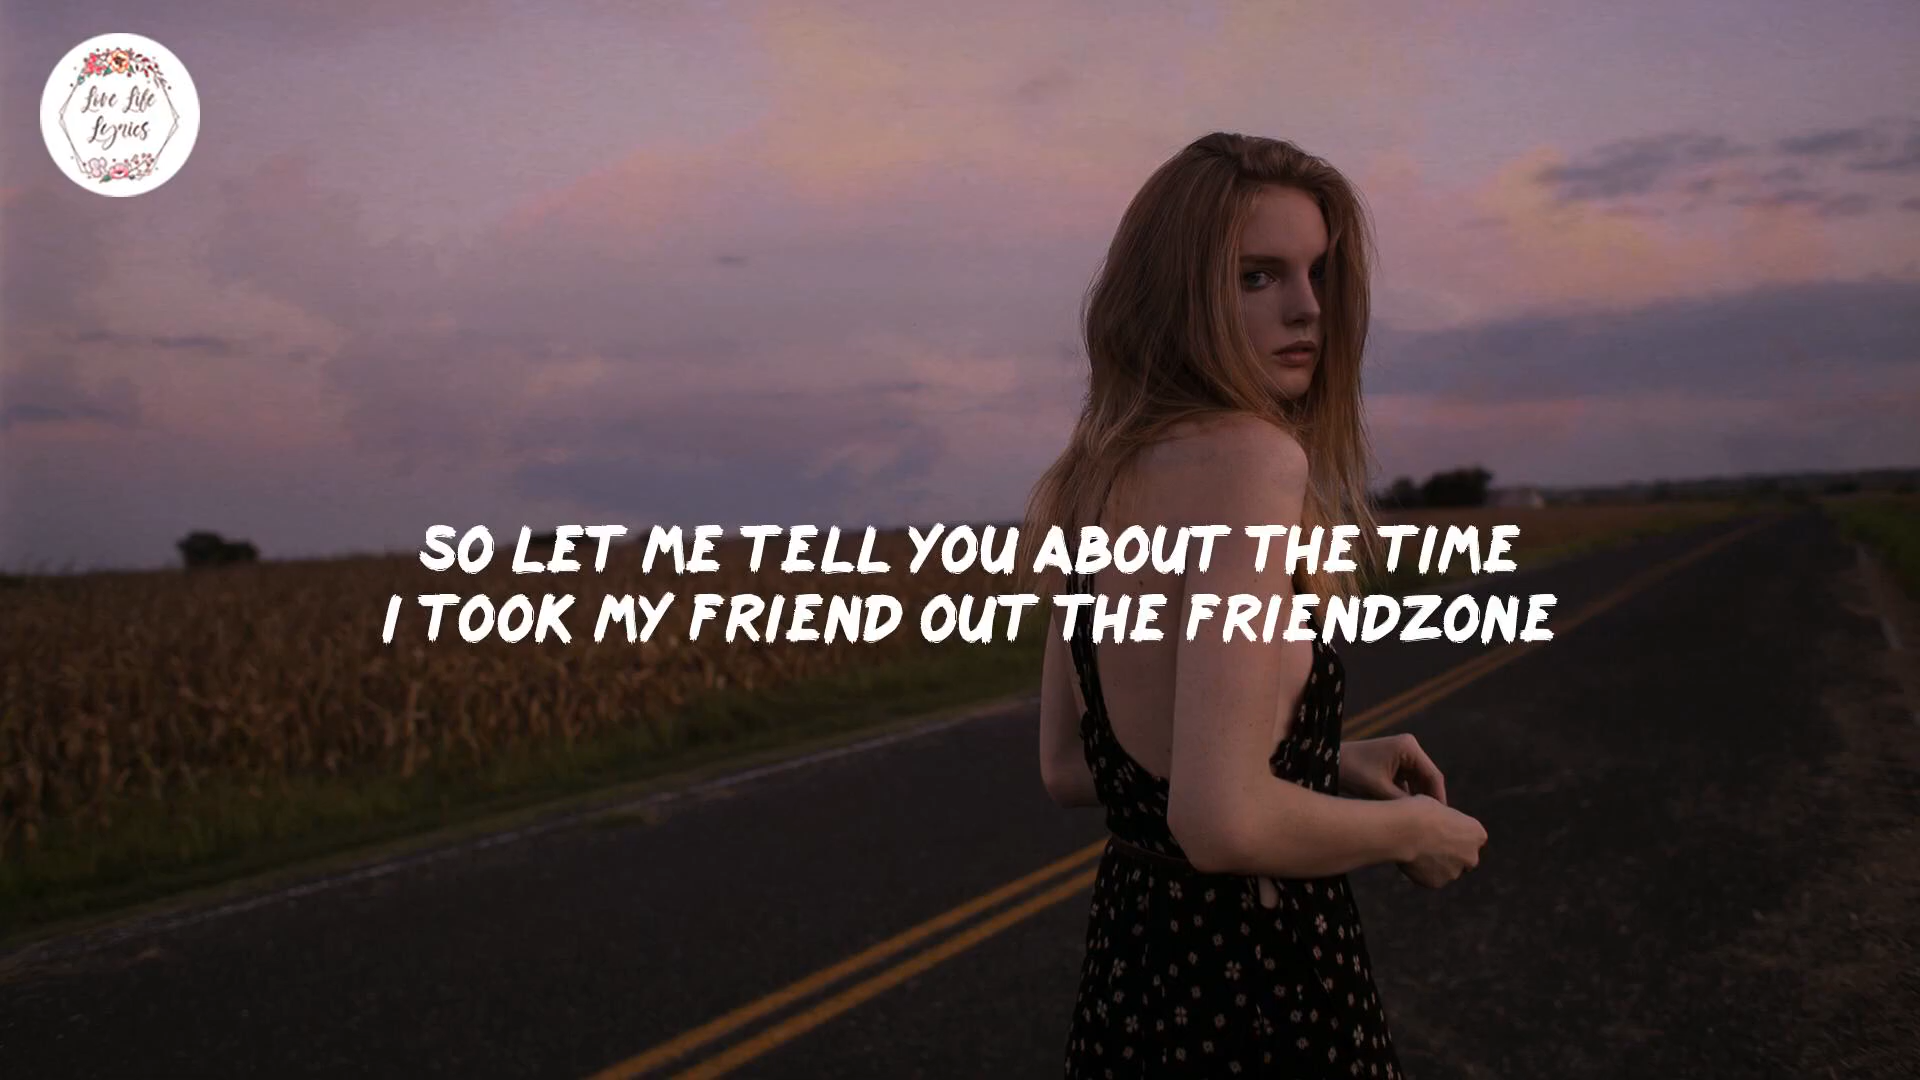 Love Life
Lyrics
SO LET ME TELL YOU ABOUT THE TIME
I TOOK MY FRIEND OUT THE FRIENDZONE